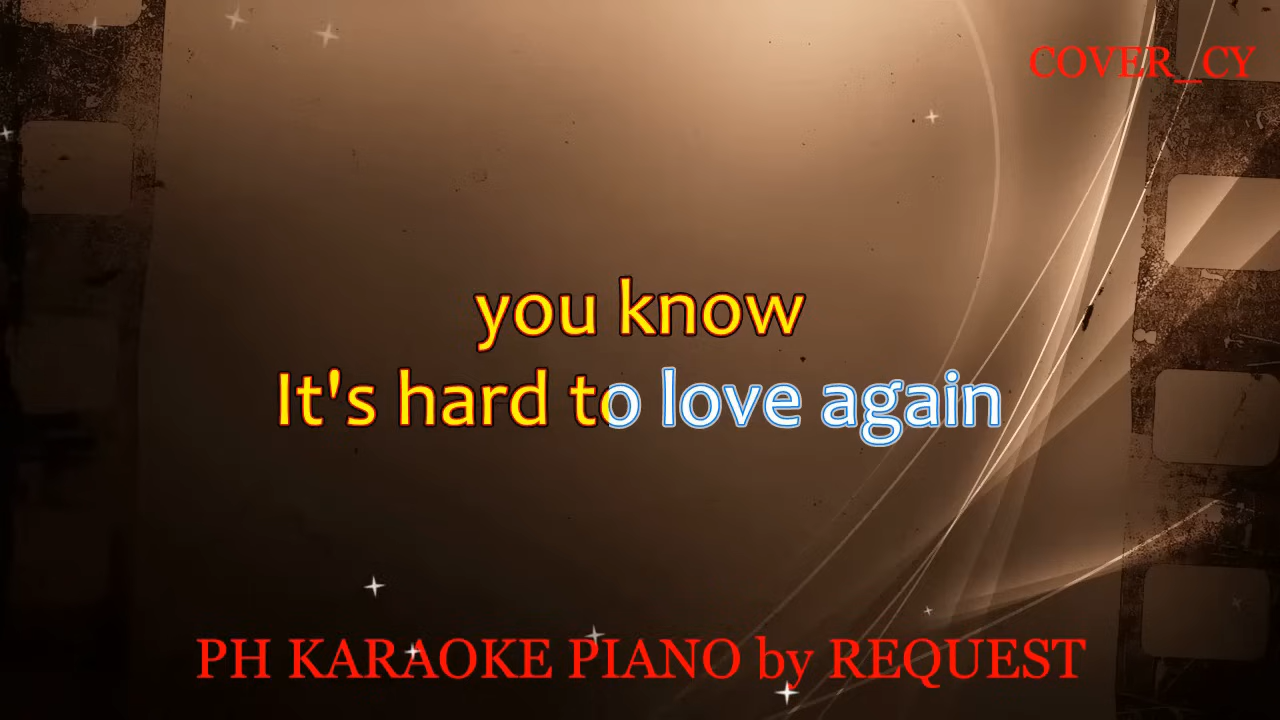 COVER_CY
you know
It's hard to love again
PH KARAOKE PIANO by REQUEST